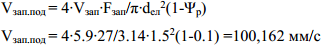 Vзап.под = 4·Vзап·Fзап/π·dел²(1-Ψр)
Vзап.под = 4·5.9·27/3.14·1.5²(1-0.1) =100,162 мм/с